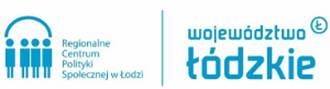 Regionalne
Centrum
Polityki
Społecznej w Łodzi
województwo
Łódzkie